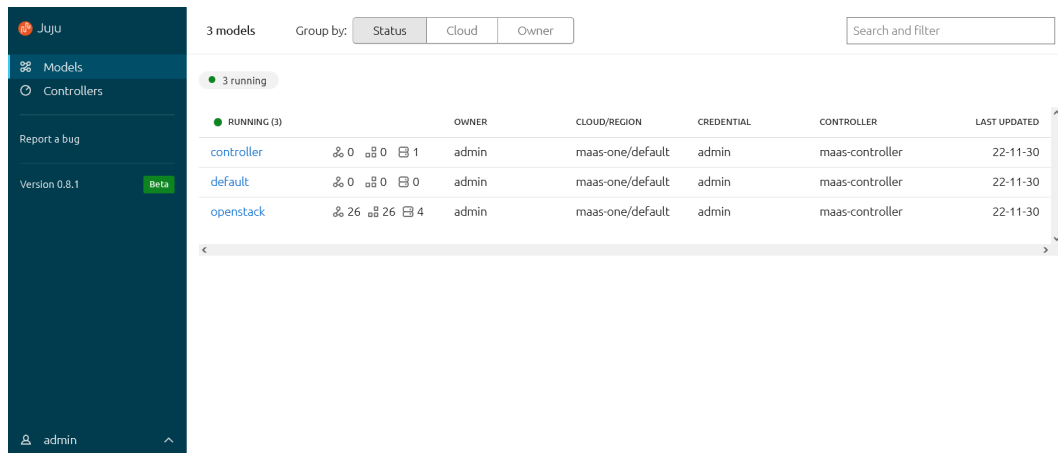 Juju
3 models Group by: Status Cloud Owner Search and filter
Models
Controllers
3 running
RUNNING (3) OWNER CLOUD/REGION CREDENTIAL CONTROLLER LAST UPDATED
Report a bug
controller 0 0 1 admin maas-one/default admin maas-controller 22-11-30
default 0 0 0 admin maas-one/default admin maas-controller 22-11-30
Version 0.8.1 Beta
openstack 26 26 4 admin maas-one/default admin maas-controller 22-11-30
admin